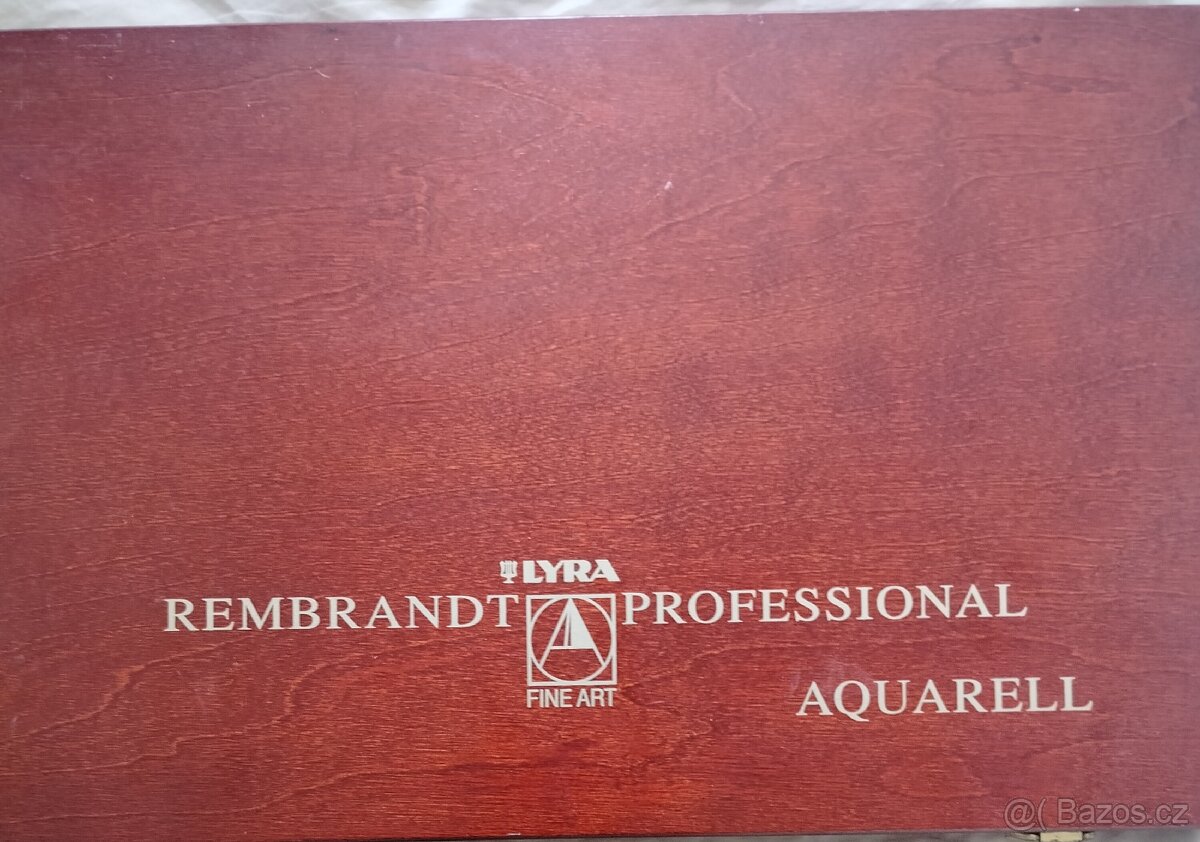 LYRA
REMBRANDT PROFESSIONAL
FINE ART
AQUARELL
@( Bazos.cz